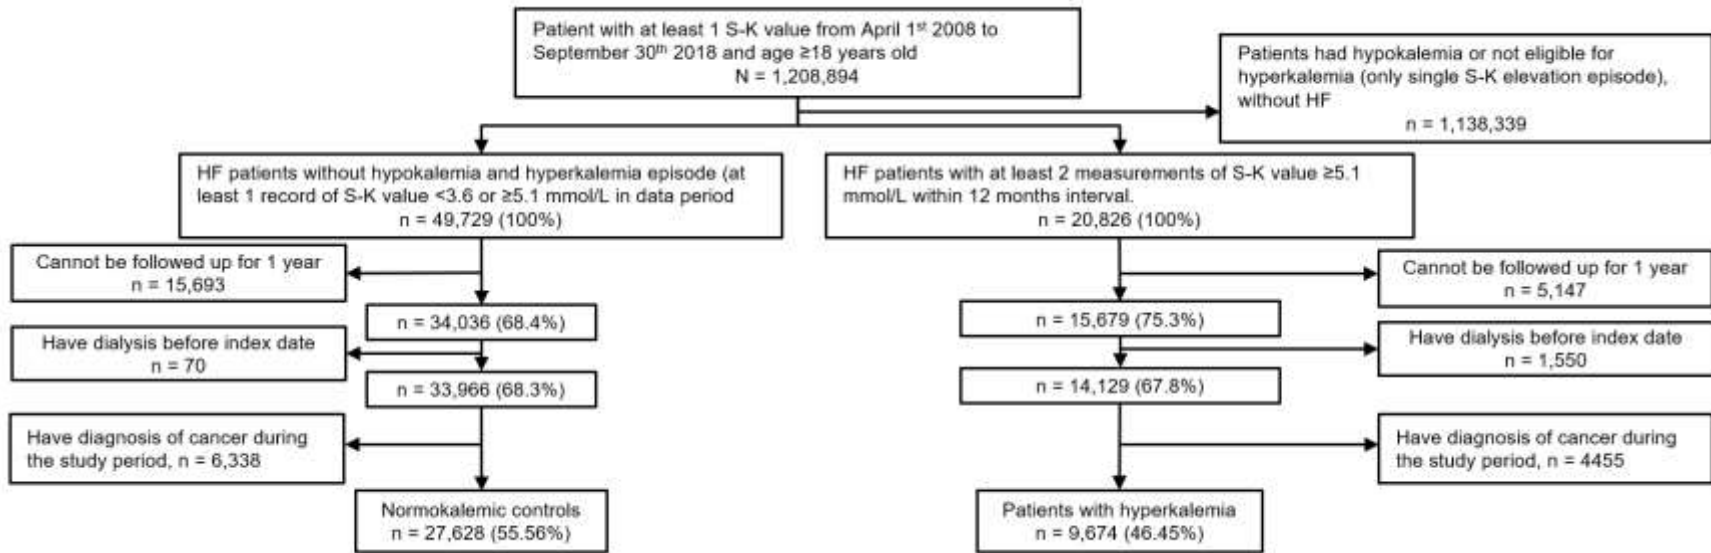 Patient with at least 1 S-K value from April 1st 2008 to
September 30th 2018 and age ≥18 years old
N = 1,208,894
Patients had hypokalemia or not eligible for
hyperkalemia (only single S-K elevation episode),
without HF
n = 1,138,339
HF patients without hypokalemia and hyperkalemia episode (at
least 1 record of S-K value <3.6 or ≥5.1 mmol/L in data period
n = 49,729 (100%)
HF patients with at least 2 measurements of S-K value ≥5.1
mmol/L within 12 months interval.
n = 20,826 (100%)
Cannot be followed up for 1 year
n = 15,693
Cannot be followed up for 1 year
n = 5,147
n = 34,036 (68.4%)
n = 15,679 (75.3%)
Have dialysis before index date
n = 70
Have dialysis before index date
n = 1,550
n = 33,966 (68.3%)
n = 14,129 (67.8%)
Have diagnosis of cancer during
the study period, n = 6,338
Have diagnosis of cancer during
the study period, n = 4455
Normokalemic controls
n = 27,628 (55.56%)
Patients with hyperkalemia
n = 9,674 (46.45%)